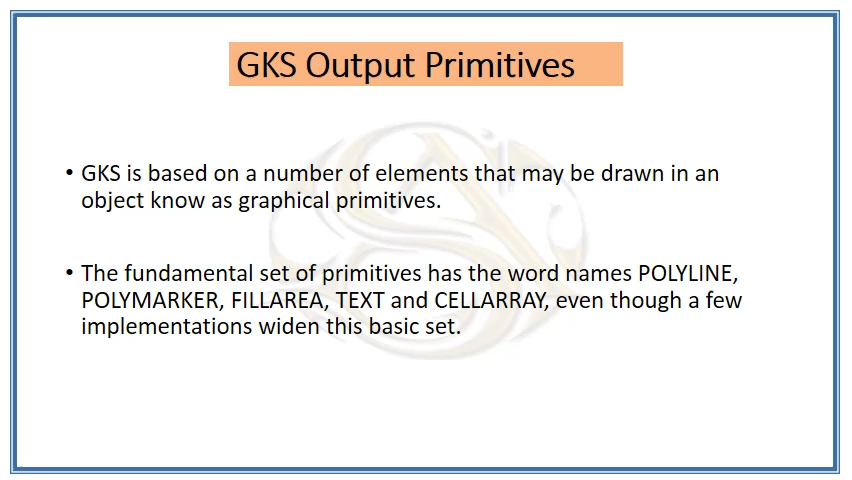 GKS Output Primitives
• GKS is based on a number of elements that may be drawn in an
object know as graphical primitives.
• The fundamental set of primitives has the word names POLYLINE,
POLYMARKER, FILLAREA, TEXT and CELLARRAY, even though a few
implementations widen this basic set.